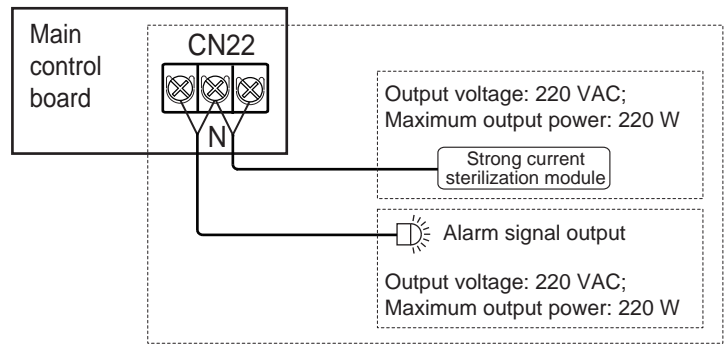 Main
control
board
CN22
N
Output voltage: 220 VAC;
Maximum output power: 220 W
Strong current
sterilization module
Alarm signal output
Output voltage: 220 VAC;
Maximum output power: 220 W